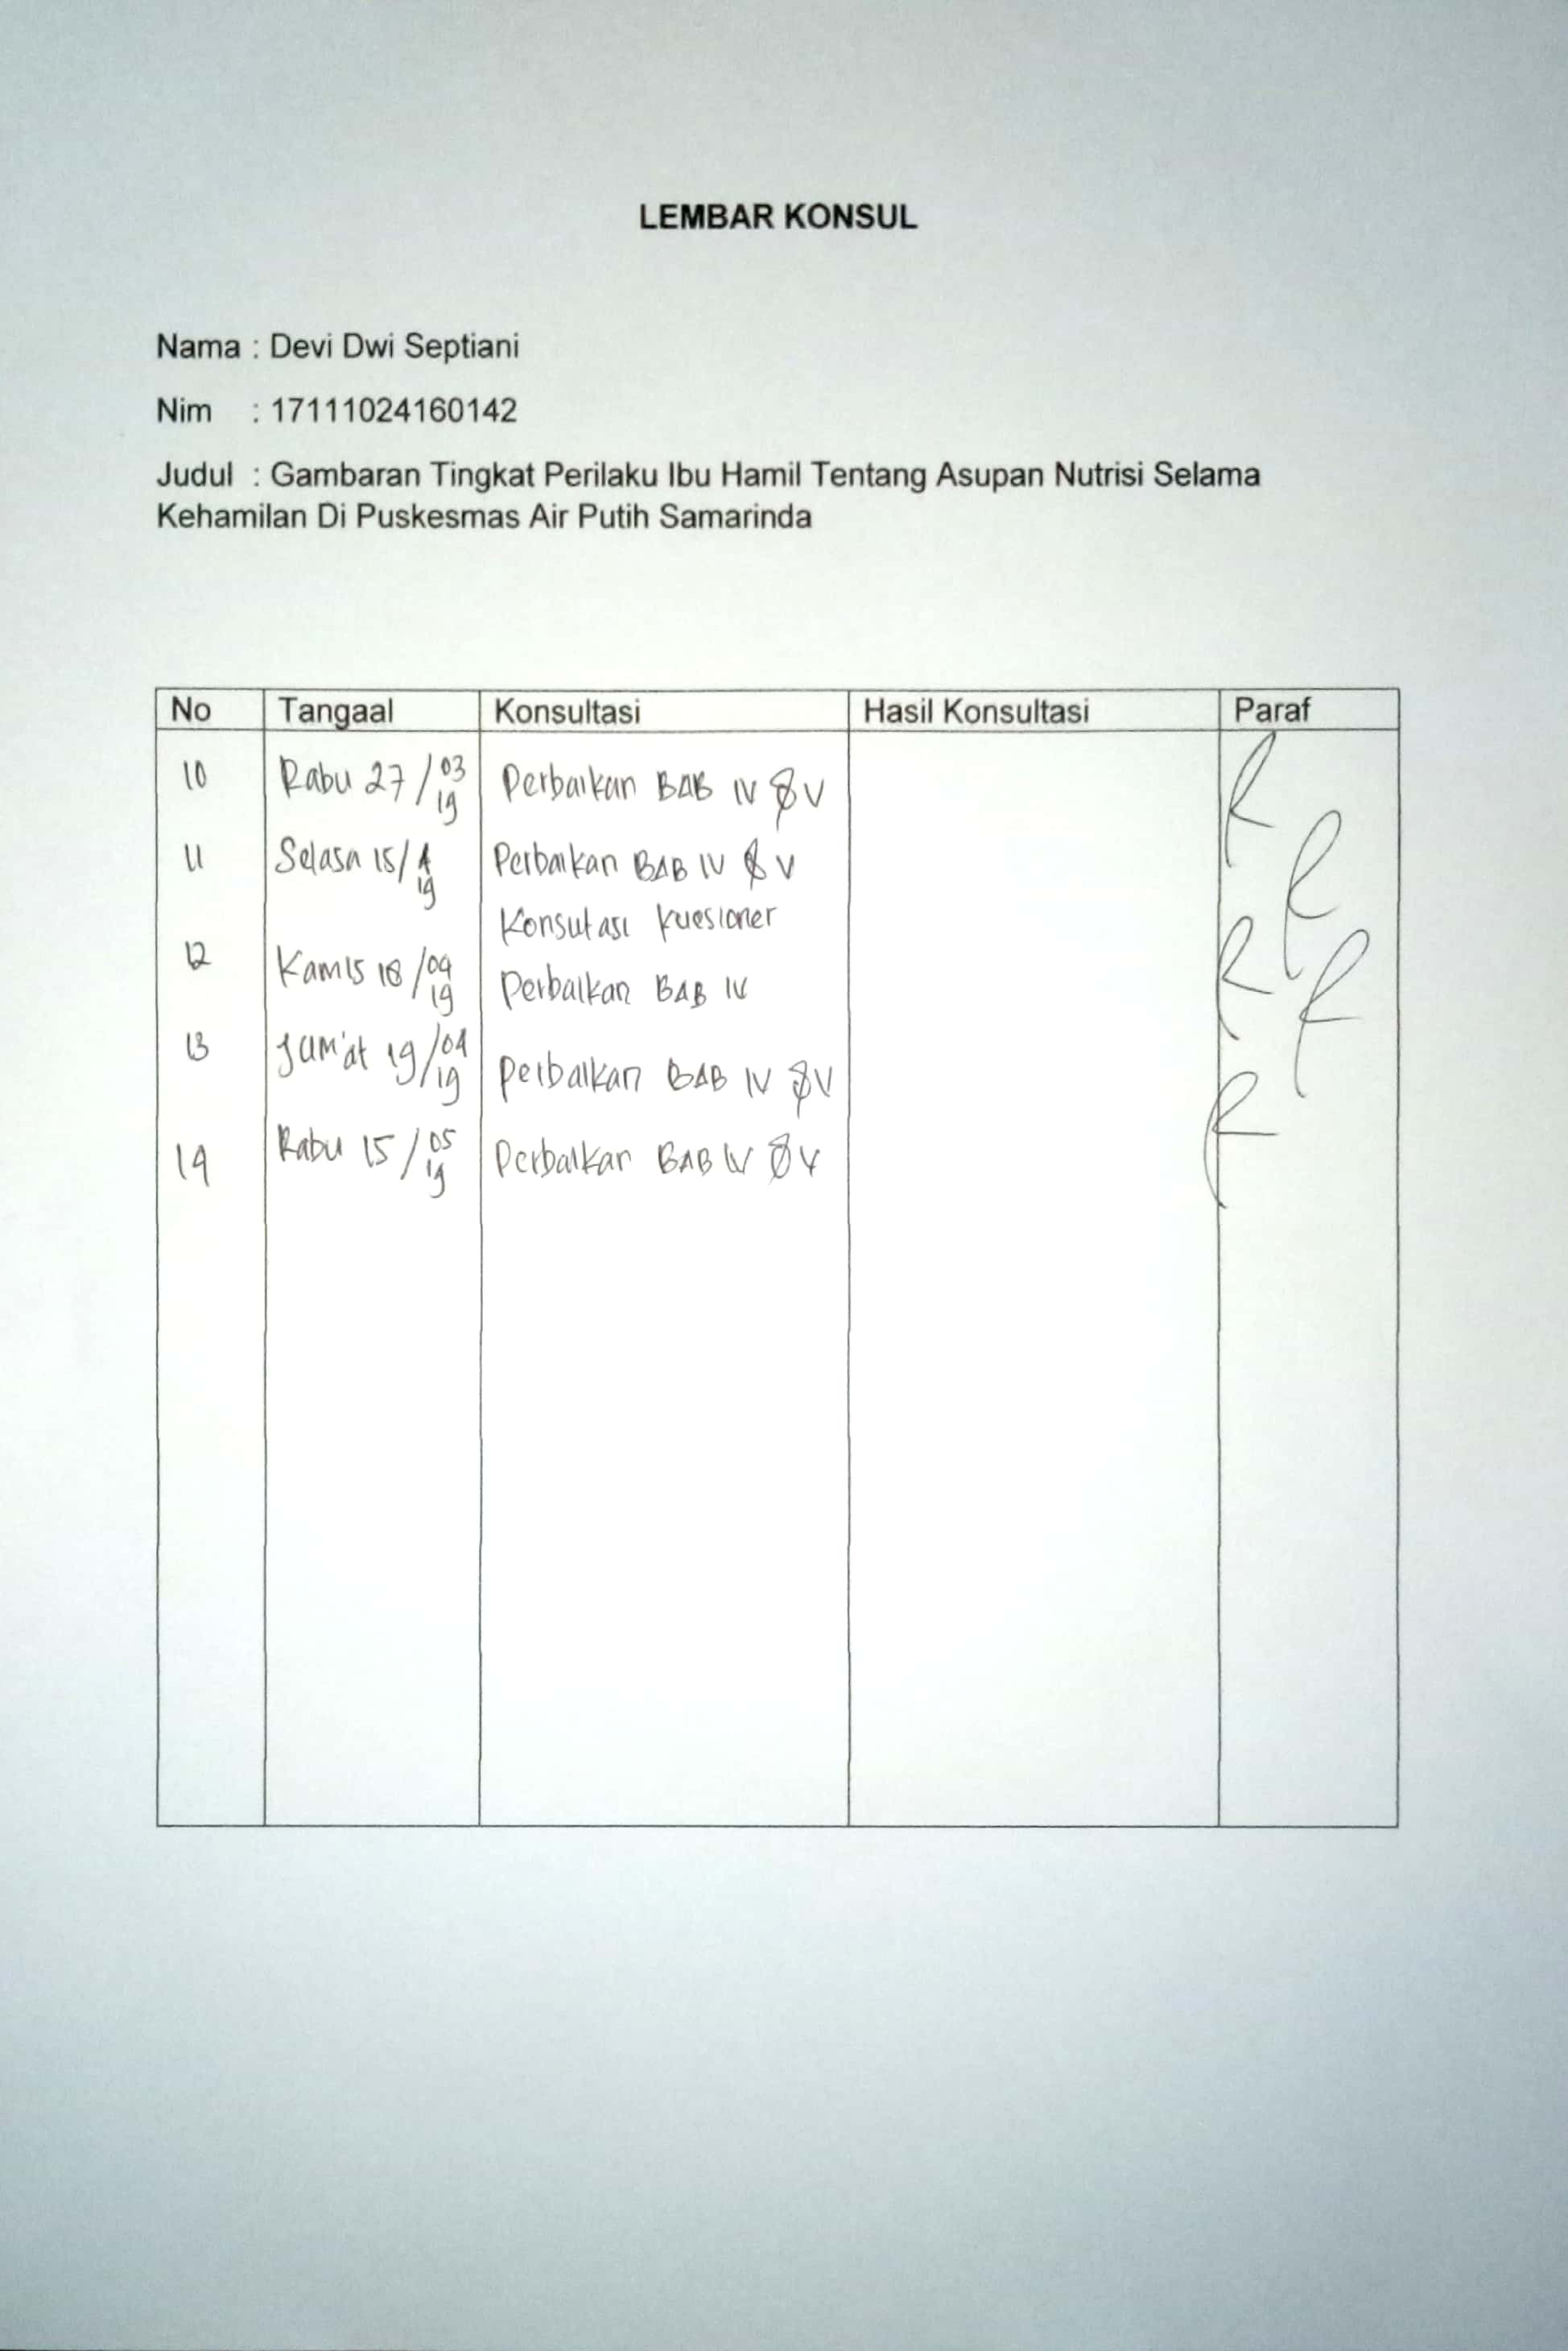 LEMBAR KONSUL
Nama : Devi Dwi Septiani
Nim : 17111024160142
Judul : Gambaran Tingkat Perilaku Ibu Hamil Tentang Asupan Nutrisi Selama
Kehamilan Di Puskesmas Air Putih Samarinda
No Tangaal Konsultasi Hasil Konsultasi Paraf
10 Rabu 27/03 19 Perbaikan BAB IV & V
11 Selasa 15/4 19 Perbaikan BAB IV & V
Konsutasi kuesioner
12 Kamis 18/04 19 Perbaikan BAB IV
13 Jum'at 19/04 19 Perbaikan BAB IV & V
14 Rabu 15/05 19 Perbaikan BAB IV & V